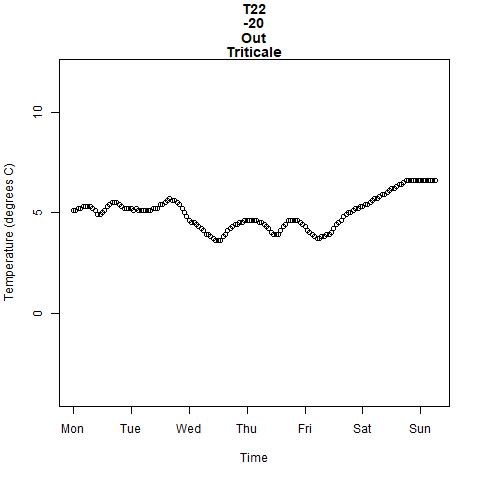 T22
-20
Out
Triticale
Temperature (degrees C)
10
5
0
Mon Tue Wed Thu Fri Sat Sun
Time